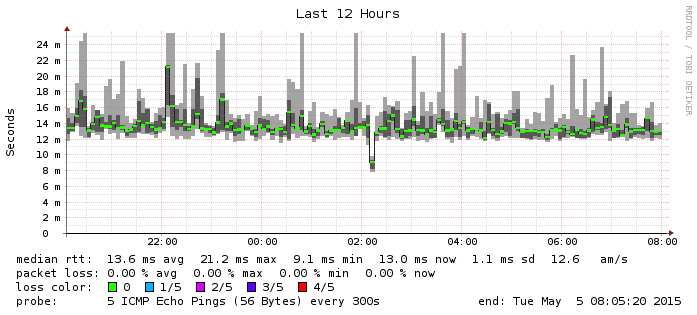 Last 12 Hours
RRDTOOL / TOBI OETIKER
Seconds
24 m
22 m
20 m
18 m
16 m
14 m
12 m
10 m
8 m
6 m
4 m
2 m
0
22:00 00:00 02:00 04:00 06:00 08:00
median rtt: 13.6 ms avg 21.2 ms max 9.1 ms min 13.0 ms now 1.1 ms sd 12.6 am/s
packet loss: 0.00 % avg 0.00 % max 0.00 % min 0.00 % now
loss color: 0 1/5 2/5 3/5 4/5
probe: 5 ICMP Echo Pings (56 Bytes) every 300s end: Tue May 5 08:05:20 2015